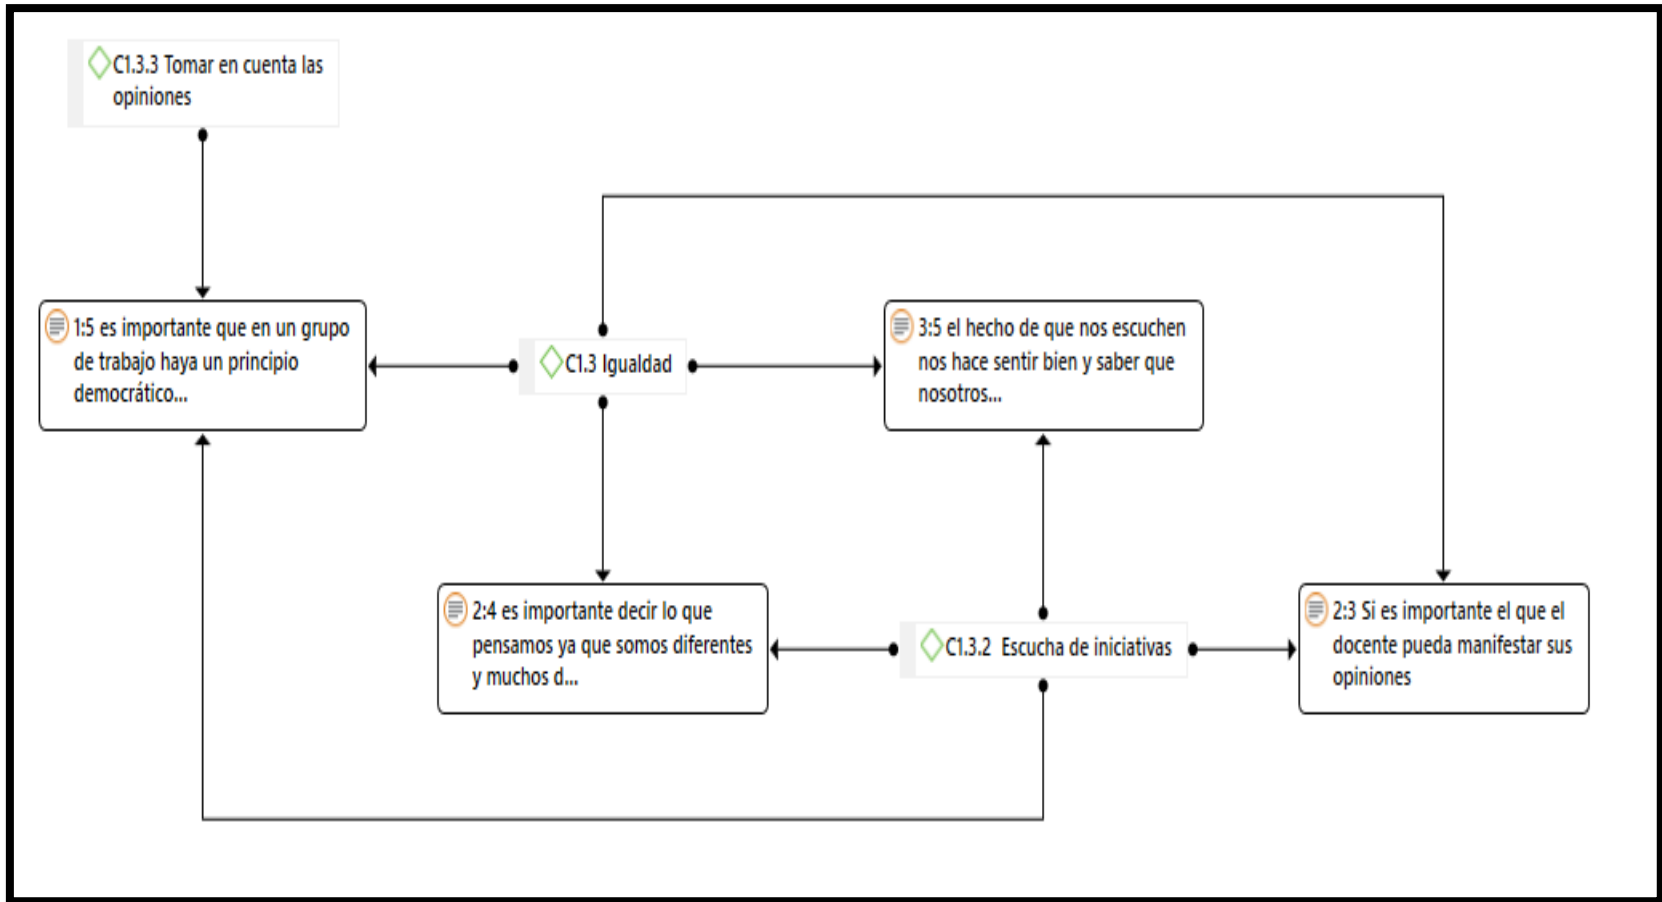 C1.3.3 Tomar en cuenta las
opiniones
1:5 es importante que en un grupo
de trabajo haya un principio
democrático...
C1.3 Igualdad
3:5 el hecho de que nos escuchen
nos hace sentir bien y saber que
nosotros...
2:4 es importante decir lo que
pensamos ya que somos diferentes
y muchos d...
C1.3.2 Escucha de iniciativas
2:3 Si es importante el que el
docente pueda manifestar sus
opiniones